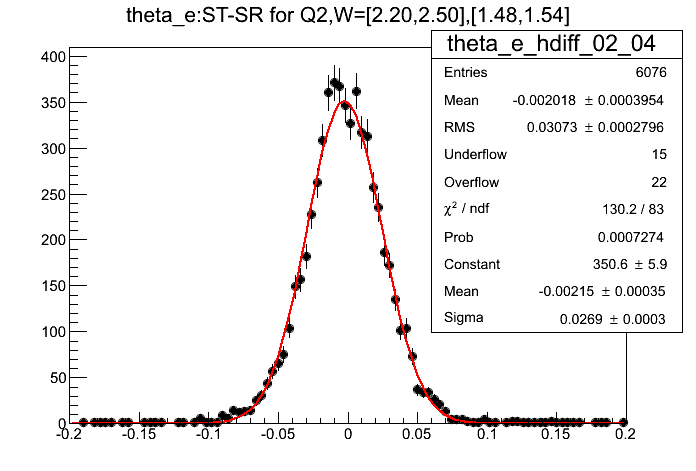 theta_e:ST-SR for Q2,W=[2.20,2.50],[1.48,1.54]
theta_e_hdiff_02_04
Entries 6076
Mean -0.002018 ± 0.0003954
RMS 0.03073 ± 0.0002796
Underflow 15
Overflow 22
χ² / ndf 130.2 / 83
Prob 0.0007274
Constant 350.6 ± 5.9
Mean -0.00215 ± 0.00035
Sigma 0.0269 ± 0.0003
400
350
300
250
200
150
100
50
0
-0.2 -0.15 -0.1 -0.05 0 0.05 0.1 0.15 0.2